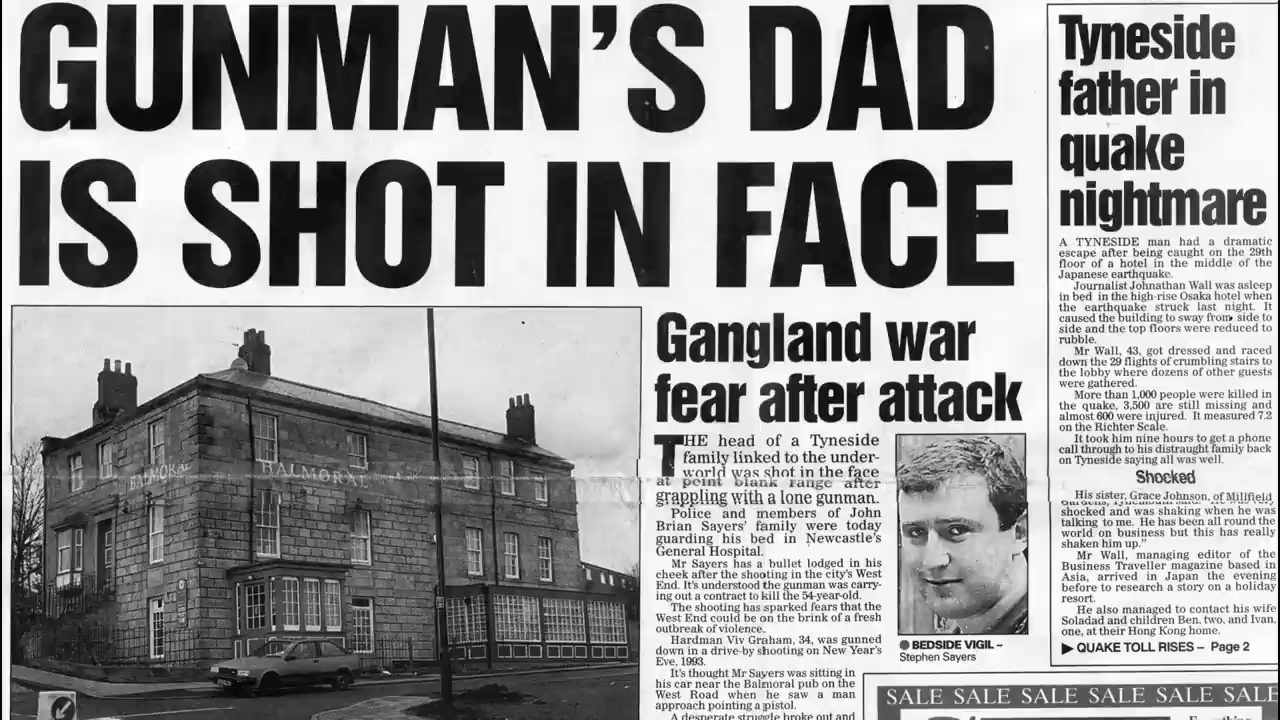 GUNMAN'S DAD
IS SHOT IN FACE
BALMORAL
BALMORAL
Gangland war
fear after attack
THE head of a Tyneside
family linked to the under-
world was shot in the face
at point blank range after
grappling with a lone gunman.
Police and members of John
Brian Sayers' family were today
guarding his bed in Newcastle's
General Hospital.
Mr Sayers has a bullet lodged in his
cheek after the shooting in the city's West
End. It's understood the gunman was carry-
ing out a contract to kill the 54-year-old.
The shooting has sparked fears that the
West End could be on the brink of a fresh
outbreak of violence.
Hardman Viv Graham, 34, was gunned
down in a drive-by shooting on New Year's
Eve, 1993.
It's thought Mr Sayers was sitting in
his car near the Balmoral pub on the
West Road when he saw a man
approach pointing a pistol.
A desperate struggle broke out and
● BEDSIDE VIGIL –
Stephen Sayers
Tyneside
father in
quake
nightmare
A TYNESIDE man had a dramatic
escape after being caught on the 29th
floor of a hotel in the middle of the
Japanese earthquake.
Journalist Johnathan Wall was asleep
in bed in the high-rise Osaka hotel when
the earthquake struck last night. It
caused the building to sway from side to
side and the top floors were reduced to
rubble.
Mr Wall, 43, got dressed and raced
down the 29 flights of crumbling stairs to
the lobby where dozens of other guests
were gathered.
More than 1,000 people were killed in
the quake, 3,500 are still missing and
almost 600 were injured. It measured 7.2
on the Richter Scale.
It took him nine hours to get a phone
call through to his distraught family back
on Tyneside saying all was well.
Shocked
His sister, Grace Johnson, of Millfield
Gardens, Tynemouth said: "He was very
shocked and was shaking when he was
talking to me. He has been all round the
world on business but this has really
shaken him up."
Mr Wall, managing editor of the
Business Traveller magazine based in
Asia, arrived in Japan the evening
before to research a story on a holiday
resort.
He also managed to contact his wife
Soladad and children Ben, two, and Ivan,
one, at their Hong Kong home.
▶ QUAKE TOLL RISES – Page 2
SALE SALE SALE SALE SALE SAL
Everything